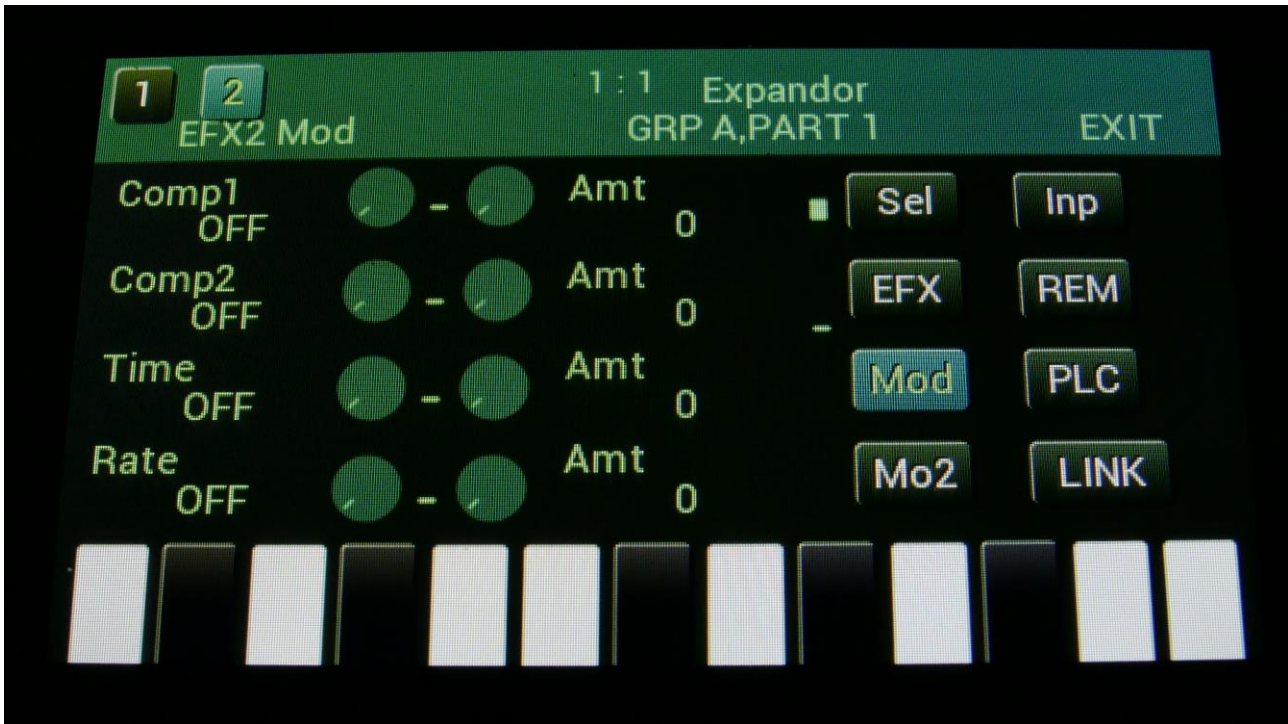 1 2 1 : 1 Expandor
EFX2 Mod GRP A,PART 1 EXIT
Comp1 - Amt Sel Inp
OFF 0
Comp2 - Amt EFX REM
OFF 0
Time - Amt Mod PLC
OFF 0
Rate - Amt Mo2 LINK
OFF 0